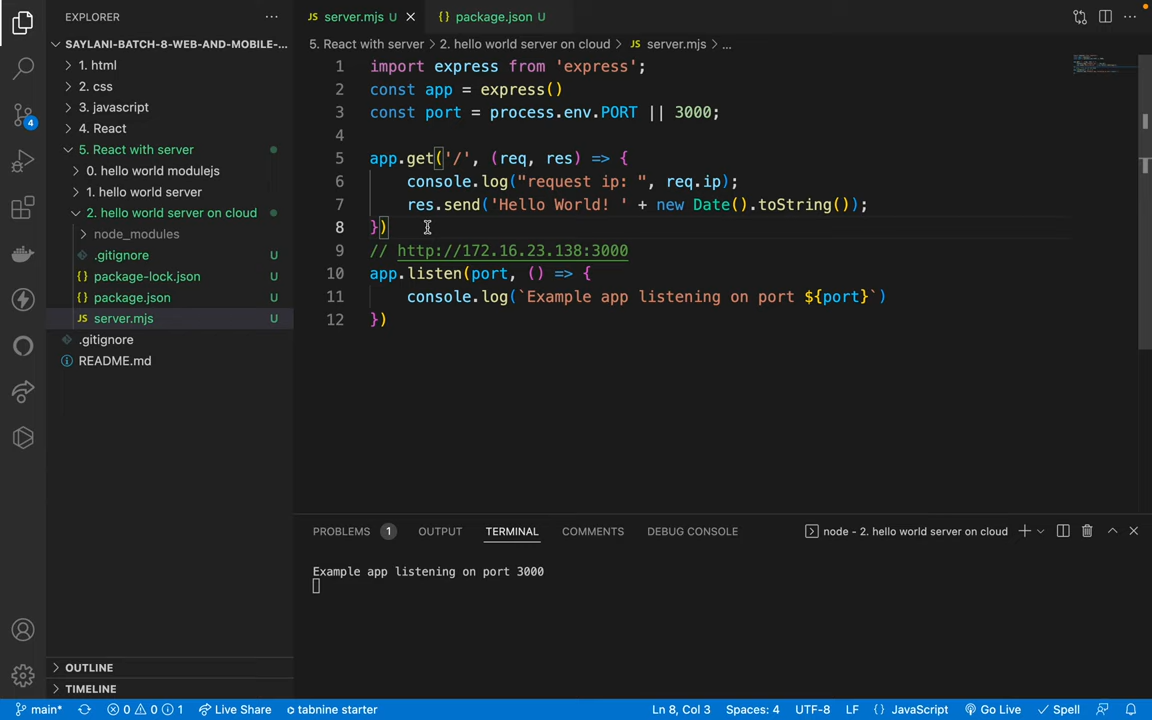 EXPLORER
SAYLANI-BATCH-8-WEB-AND-MOBILE-...
1. html
2. css
3. javascript
4. React
5. React with server
0. hello world modulejs
1. hello world server
2. hello world server on cloud
node_modules
.gitignore U
{} package-lock.json U
{} package.json U
JS server.mjs U
.gitignore
README.md
OUTLINE
TIMELINE
4
JS server.mjs U
{} package.json U
5. React with server > 2. hello world server on cloud > JS server.mjs > ...
1 import express from 'express';
2 const app = express()
3 const port = process.env.PORT || 3000;
4
5 app.get('/', (req, res) => {
6 console.log("request ip: ", req.ip);
7 res.send('Hello World! ' + new Date().toString());
8 })
9 // http://172.16.23.138:3000
10 app.listen(port, () => {
11 console.log(`Example app listening on port ${port}`)
12 })
PROBLEMS 1 OUTPUT TERMINAL COMMENTS DEBUG CONSOLE node - 2. hello world server on cloud
Example app listening on port 3000
main* 0 0 1 Live Share tabnine starter Ln 8, Col 3 Spaces: 4 UTF-8 LF {} JavaScript Go Live Spell